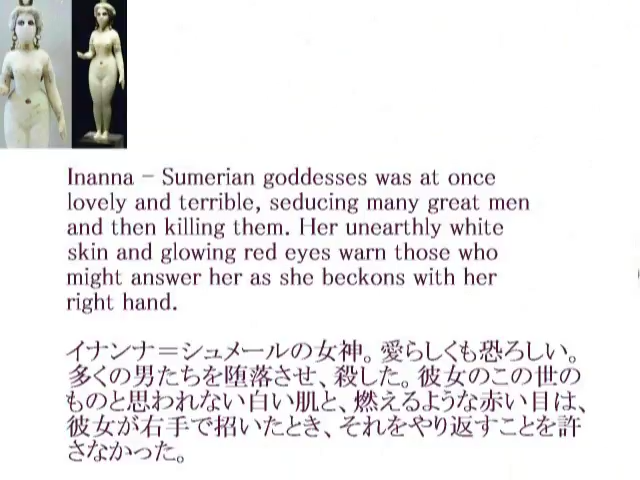 Inanna – Sumerian goddesses was at once
lovely and terrible, seducing many great men
and then killing them. Her unearthly white
skin and glowing red eyes warn those who
might answer her as she beckons with her
right hand.
イナンナ＝シュメールの女神。愛らしくも恐ろしい。
多くの男たちを堕落させ、殺した。彼女のこの世の
ものと思われない白い肌と、燃えるような赤い目は、
彼女が右手で招いたとき、それをやり返すことを許
さなかった。